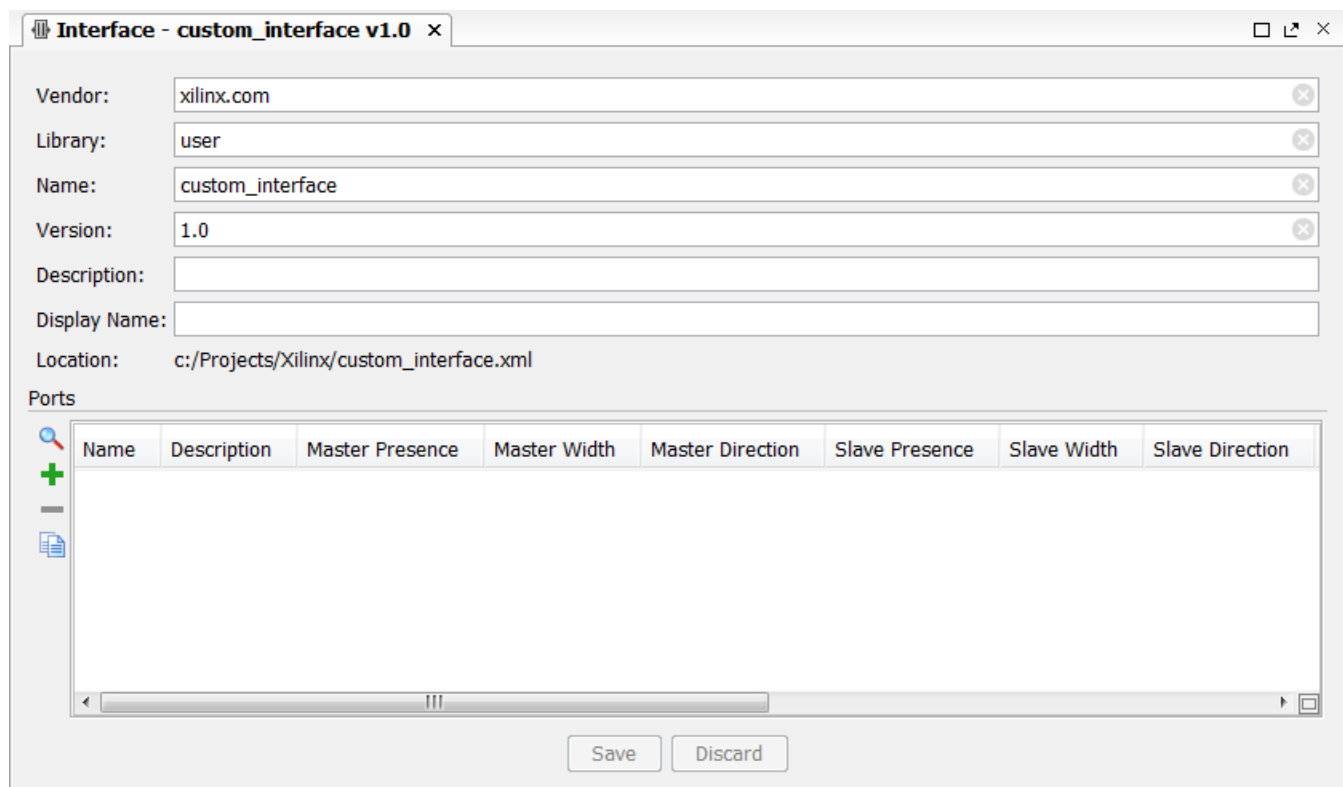 Interface - custom_interface v1.0
Vendor: xilinx.com
Library: user
Name: custom_interface
Version: 1.0
Description:
Display Name:
Location: c:/Projects/Xilinx/custom_interface.xml
Ports
Name Description Master Presence Master Width Master Direction Slave Presence Slave Width Slave Direction
Save Discard